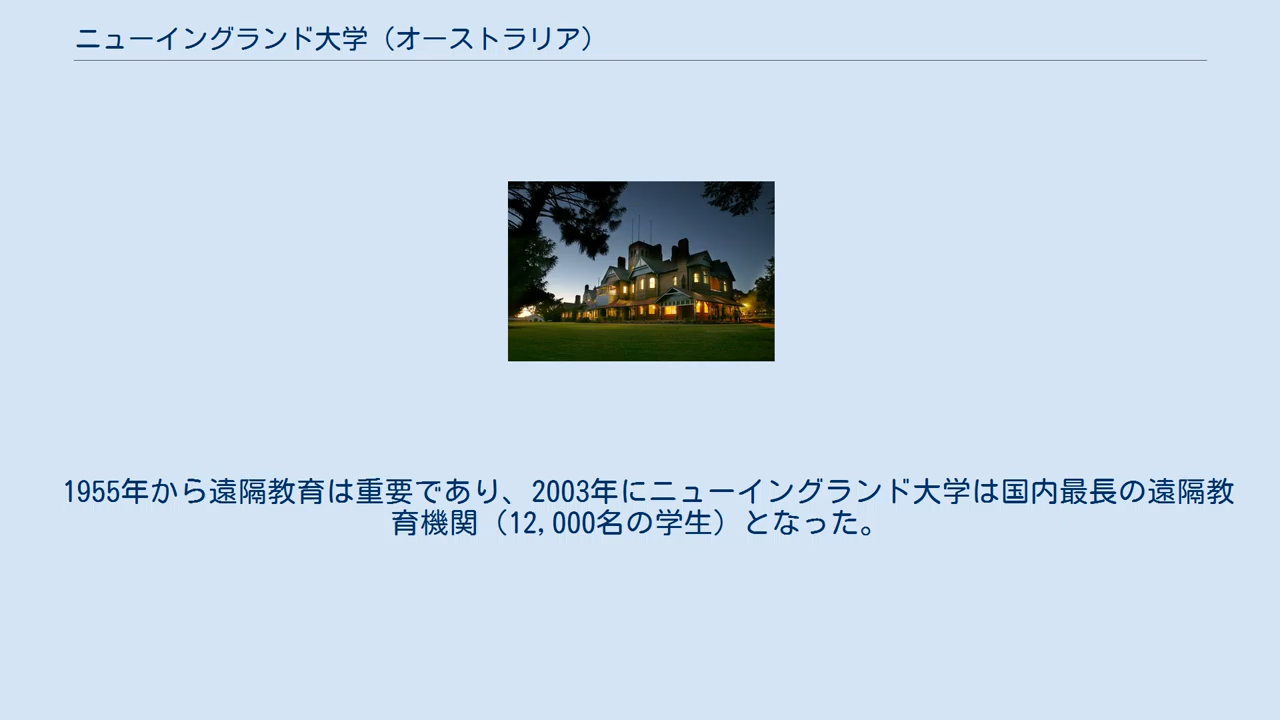 ニューイングランド大学（オーストラリア）
1955年から遠隔教育は重要であり、2003年にニューイングランド大学は国内最長の遠隔教
育機関（12,000名の学生）となった。